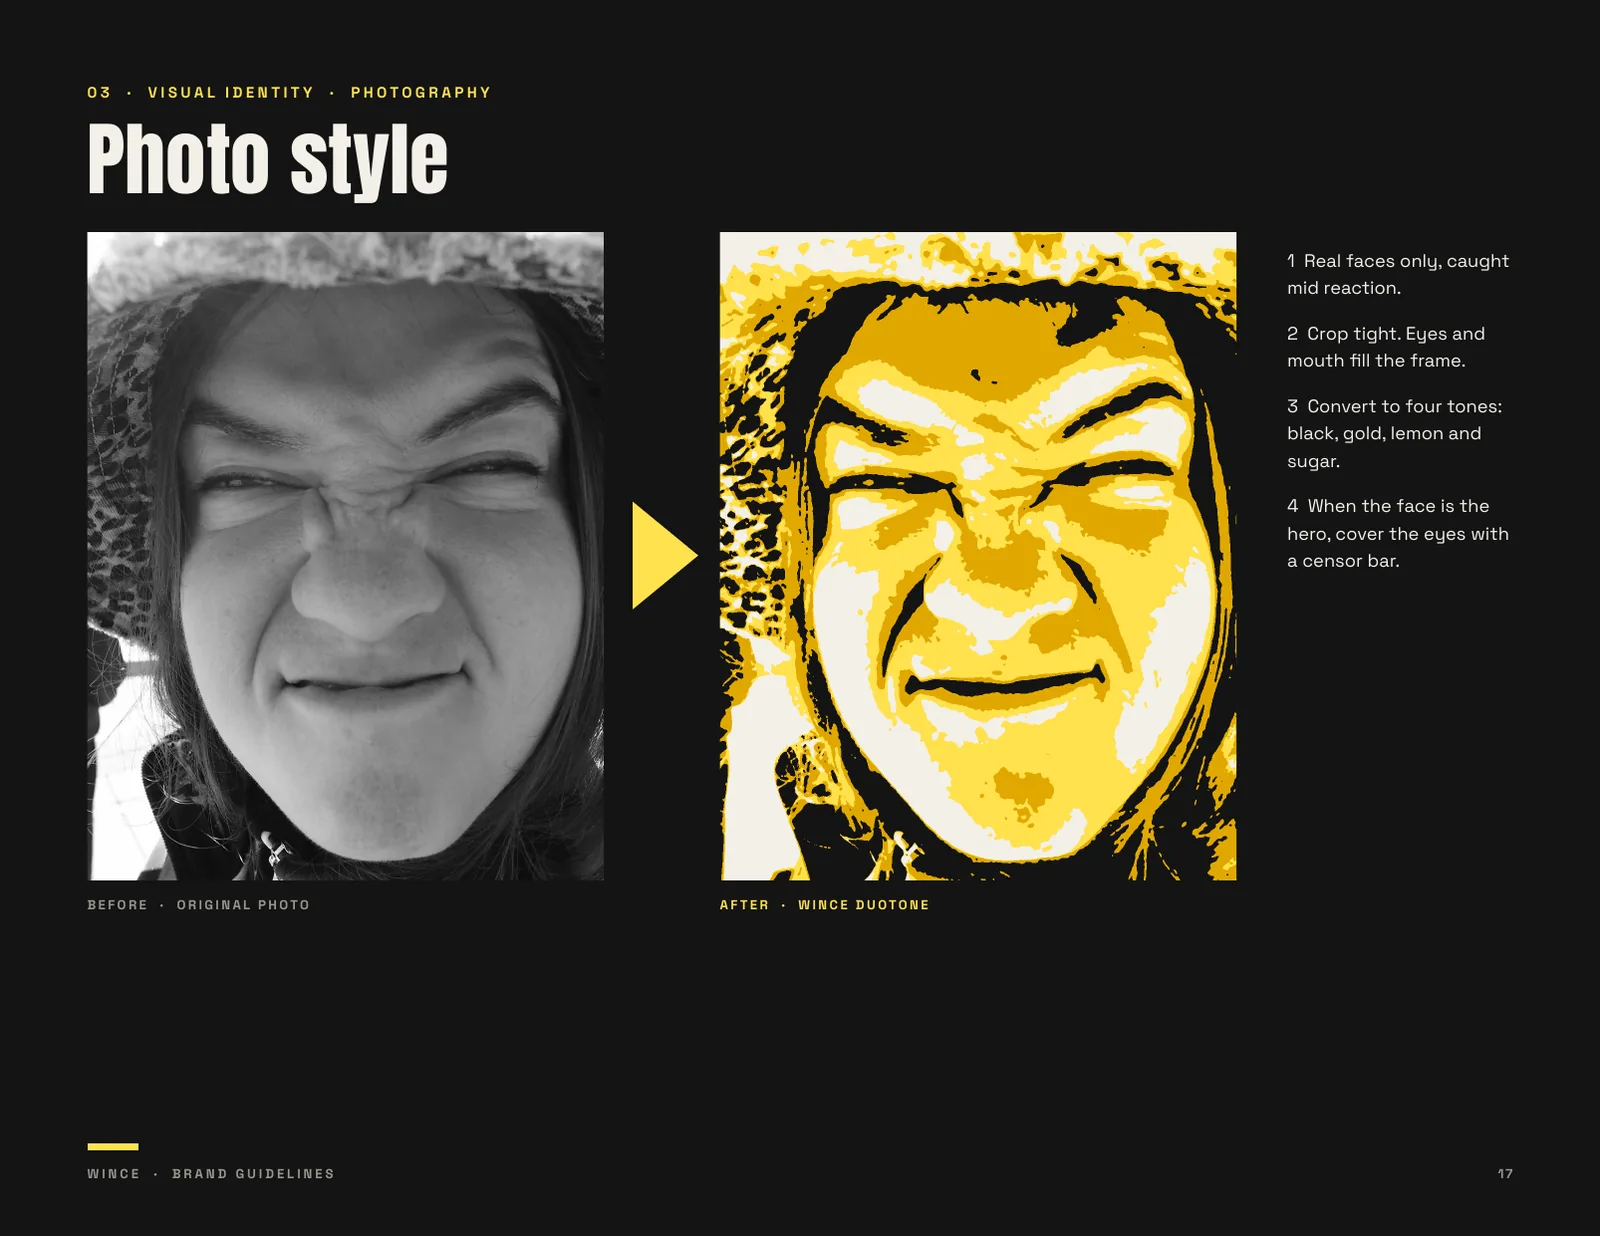 03 · VISUAL IDENTITY · PHOTOGRAPHY
Photo style
1 Real faces only, caught
mid reaction.
2 Crop tight. Eyes and
mouth fill the frame.
3 Convert to four tones:
black, gold, lemon and
sugar.
4 When the face is the
hero, cover the eyes with
a censor bar.
BEFORE · ORIGINAL PHOTO
AFTER · WINCE DUOTONE
WINCE · BRAND GUIDELINES
17